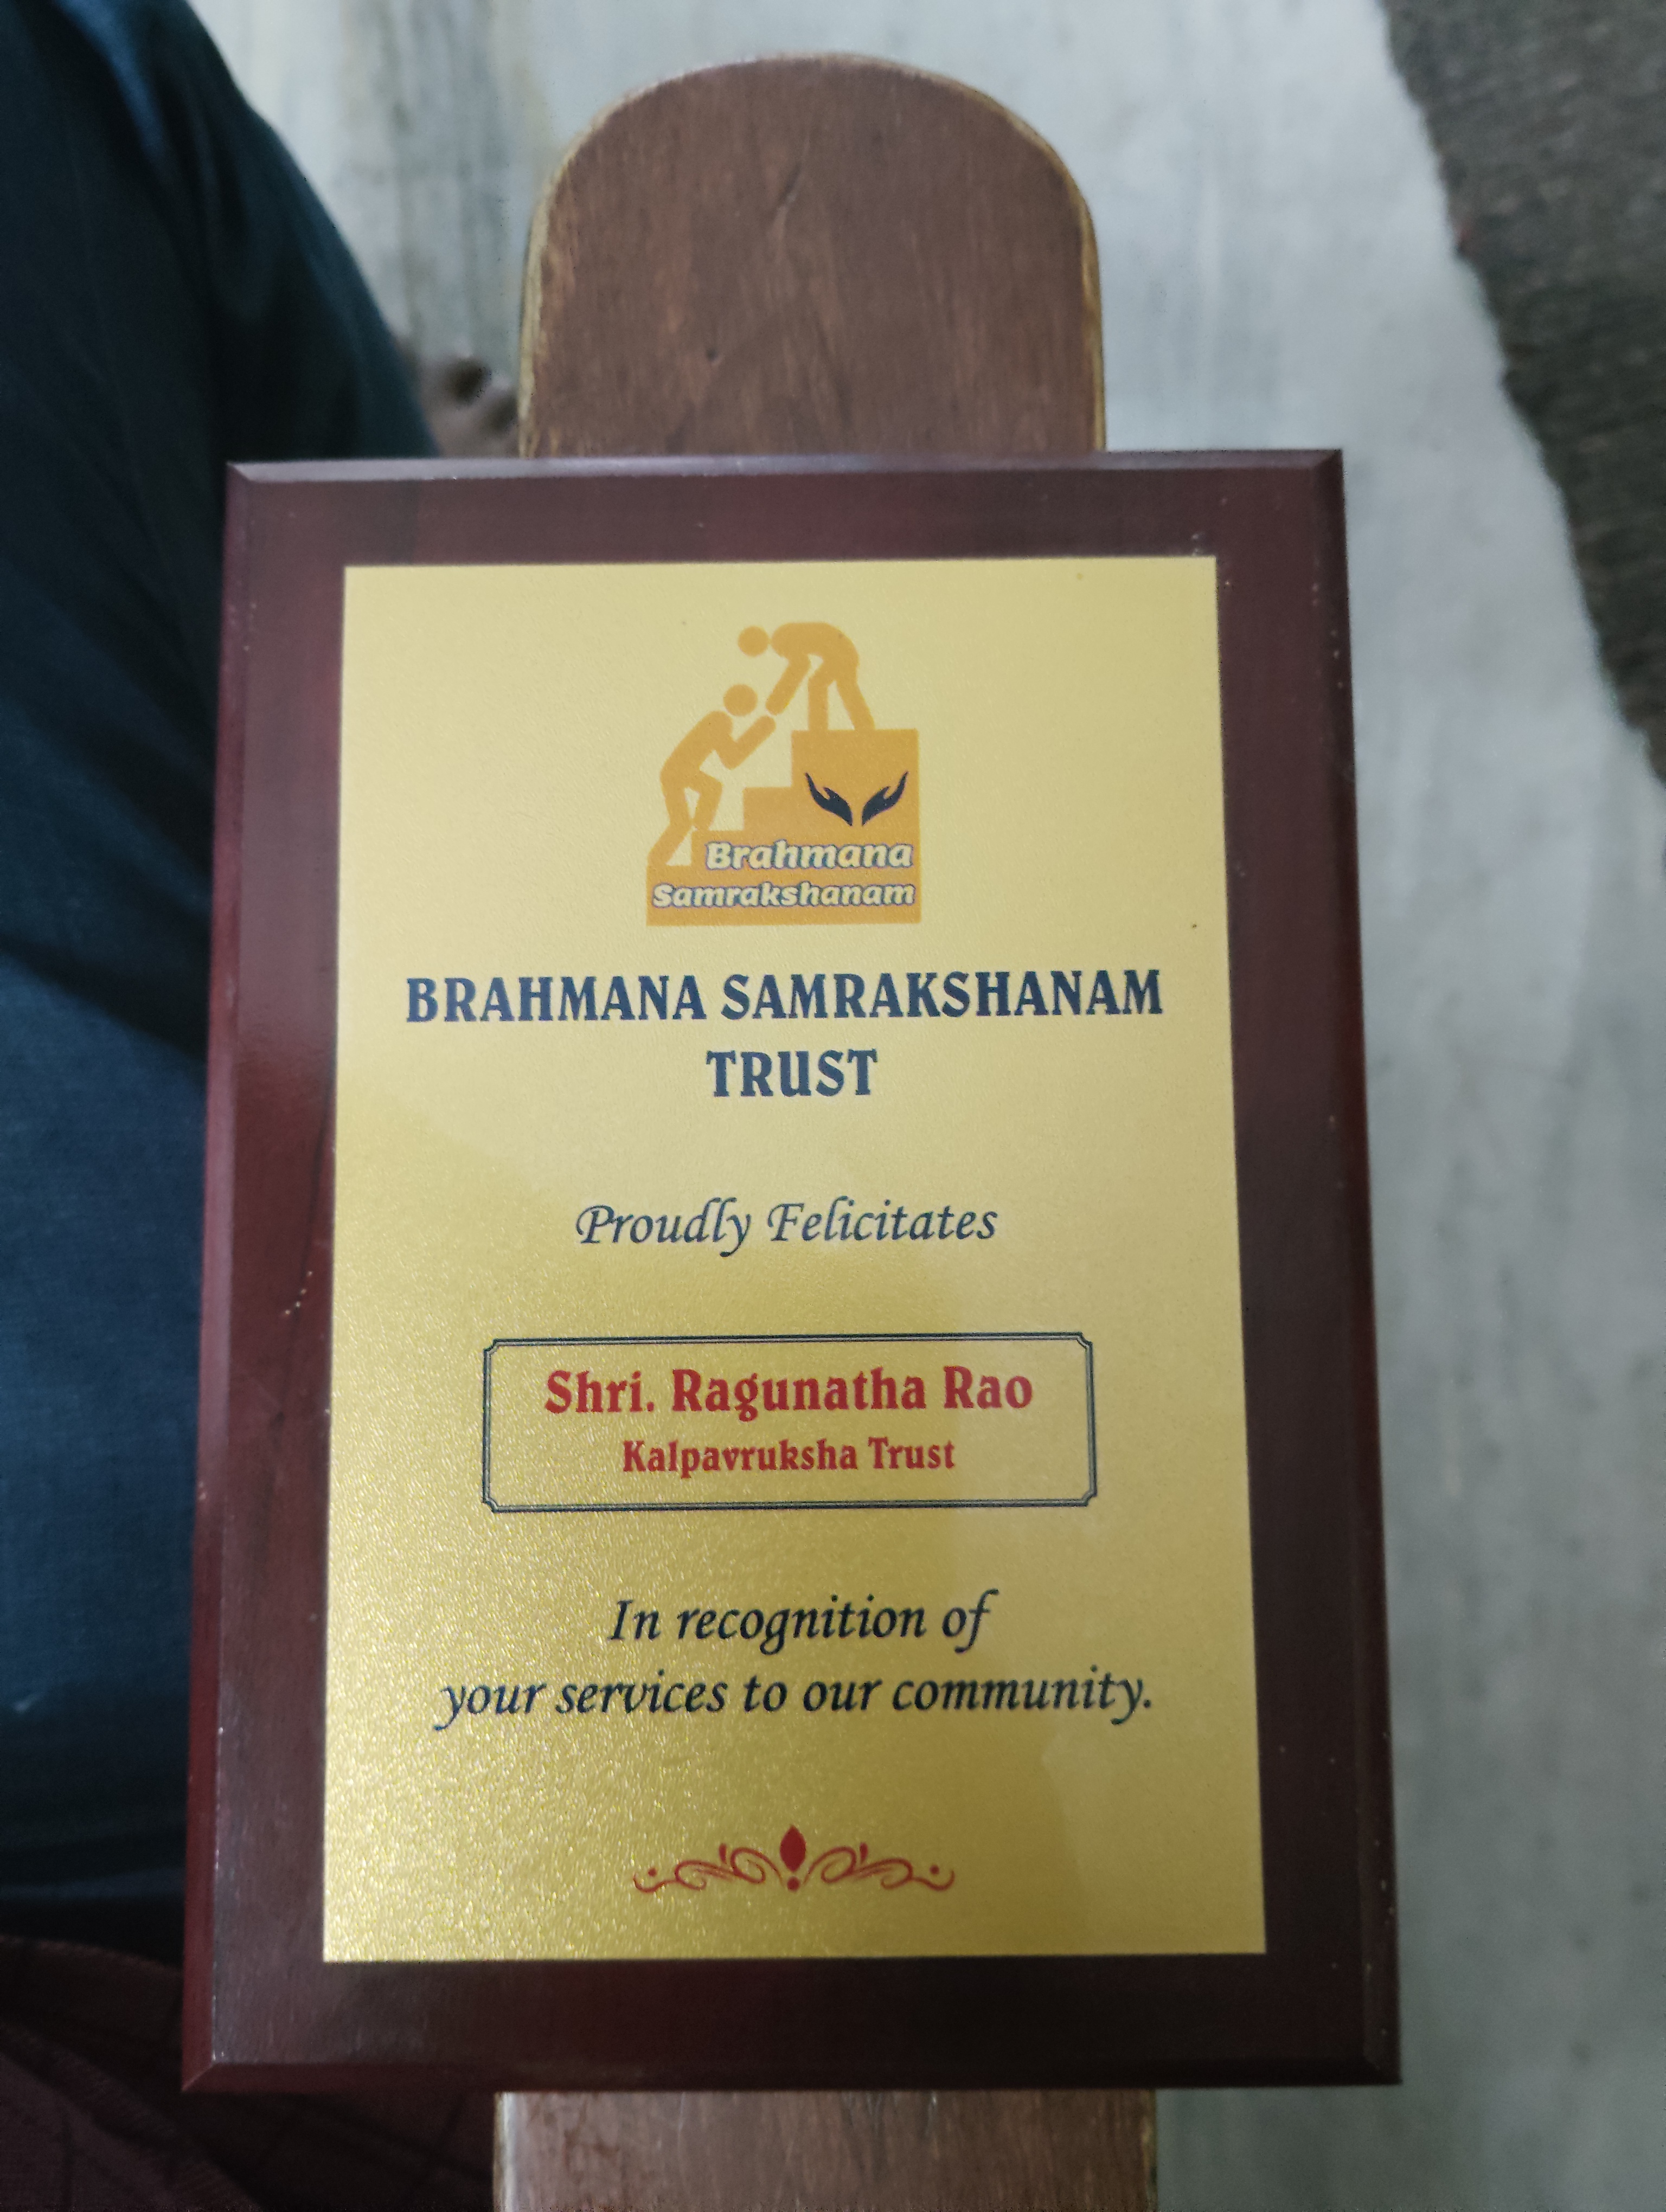 Brahmana
Samrakshanam
BRAHMANA SAMRAKSHANAM
TRUST
Proudly Felicitates
Shri. Ragunatha Rao
Kalpavruksha Trust
In recognition of
your services to our community.